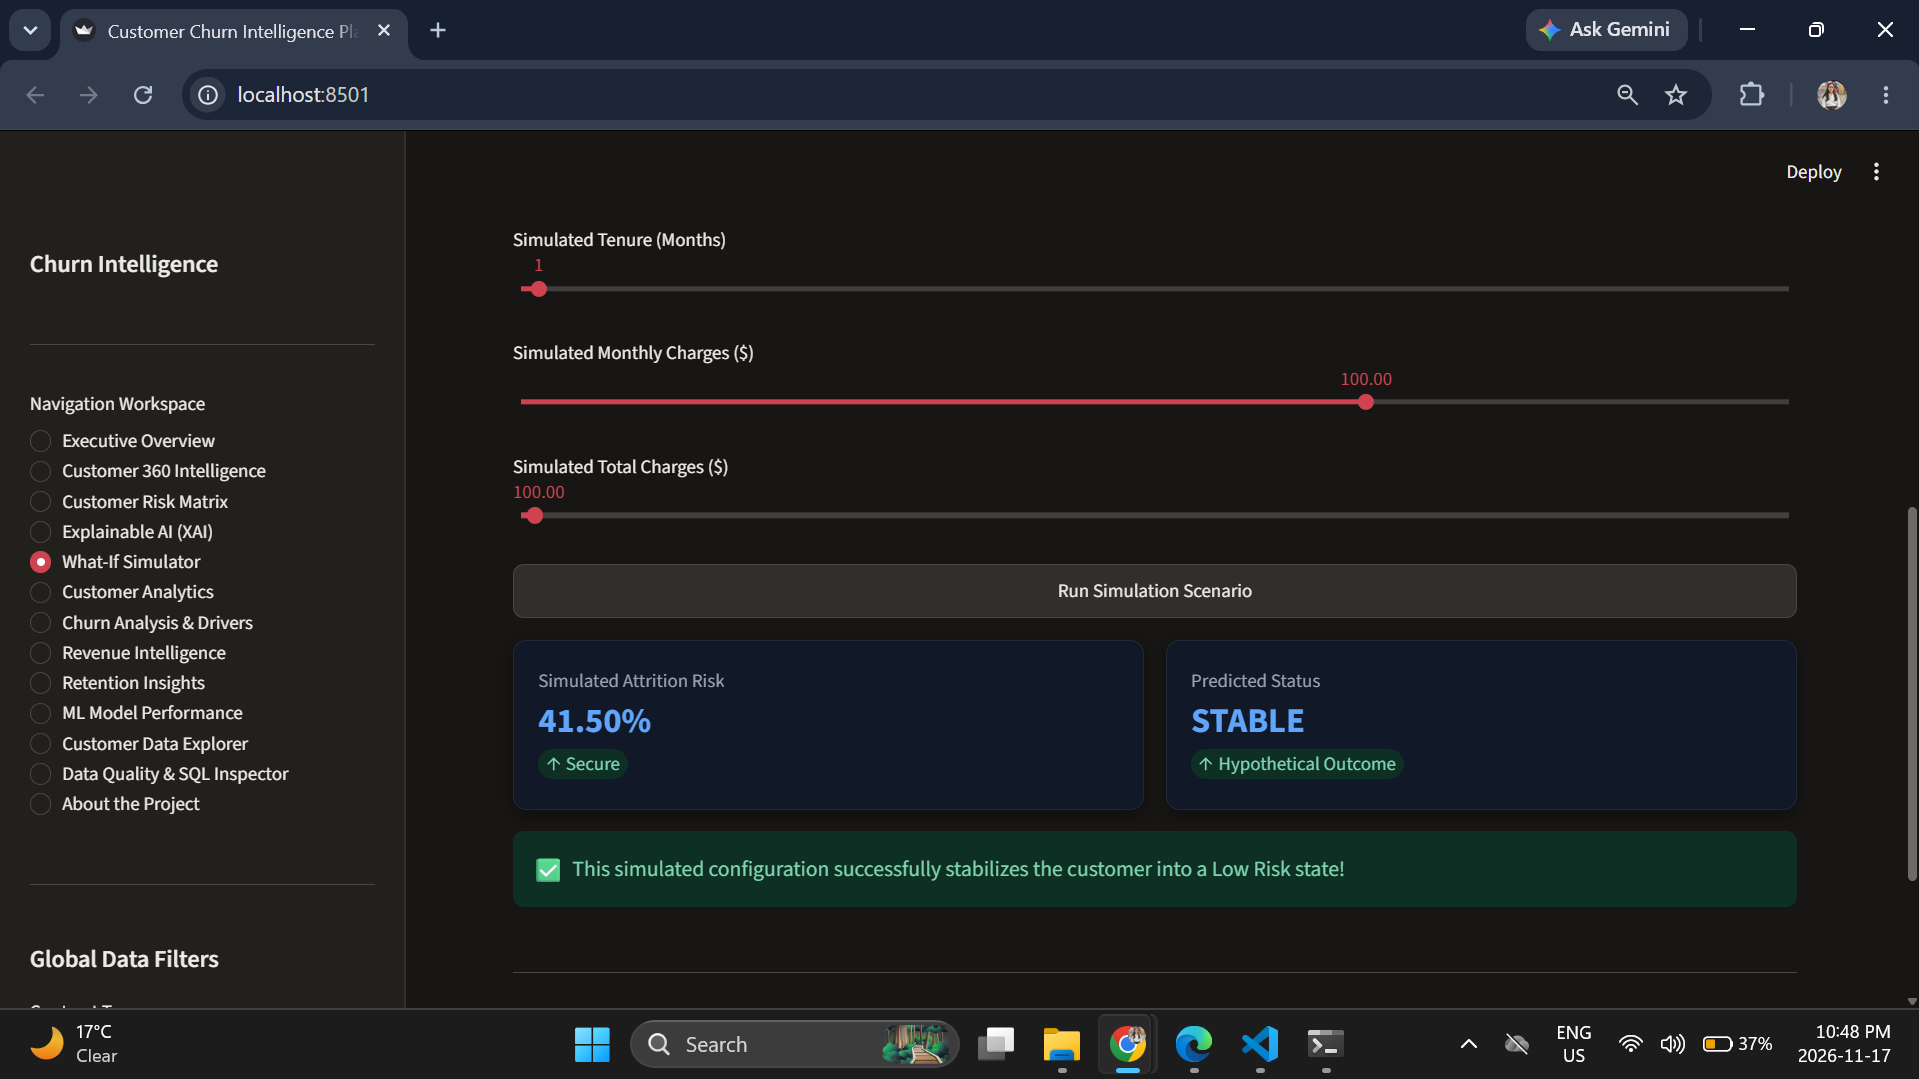 Customer Churn Intelligence Pla
Ask Gemini
localhost:8501
Deploy
Churn Intelligence
Navigation Workspace
Executive Overview
Customer 360 Intelligence
Customer Risk Matrix
Explainable AI (XAI)
What-If Simulator
Customer Analytics
Churn Analysis & Drivers
Revenue Intelligence
Retention Insights
ML Model Performance
Customer Data Explorer
Data Quality & SQL Inspector
About the Project
Global Data Filters
Simulated Tenure (Months)
1
Simulated Monthly Charges ($)
100.00
Simulated Total Charges ($)
100.00
Run Simulation Scenario
Simulated Attrition Risk
41.50%
↑ Secure
Predicted Status
STABLE
↑ Hypothetical Outcome
✅ This simulated configuration successfully stabilizes the customer into a Low Risk state!
17°C
Clear
Search
ENG
US
37%
10:48 PM
2026-11-17